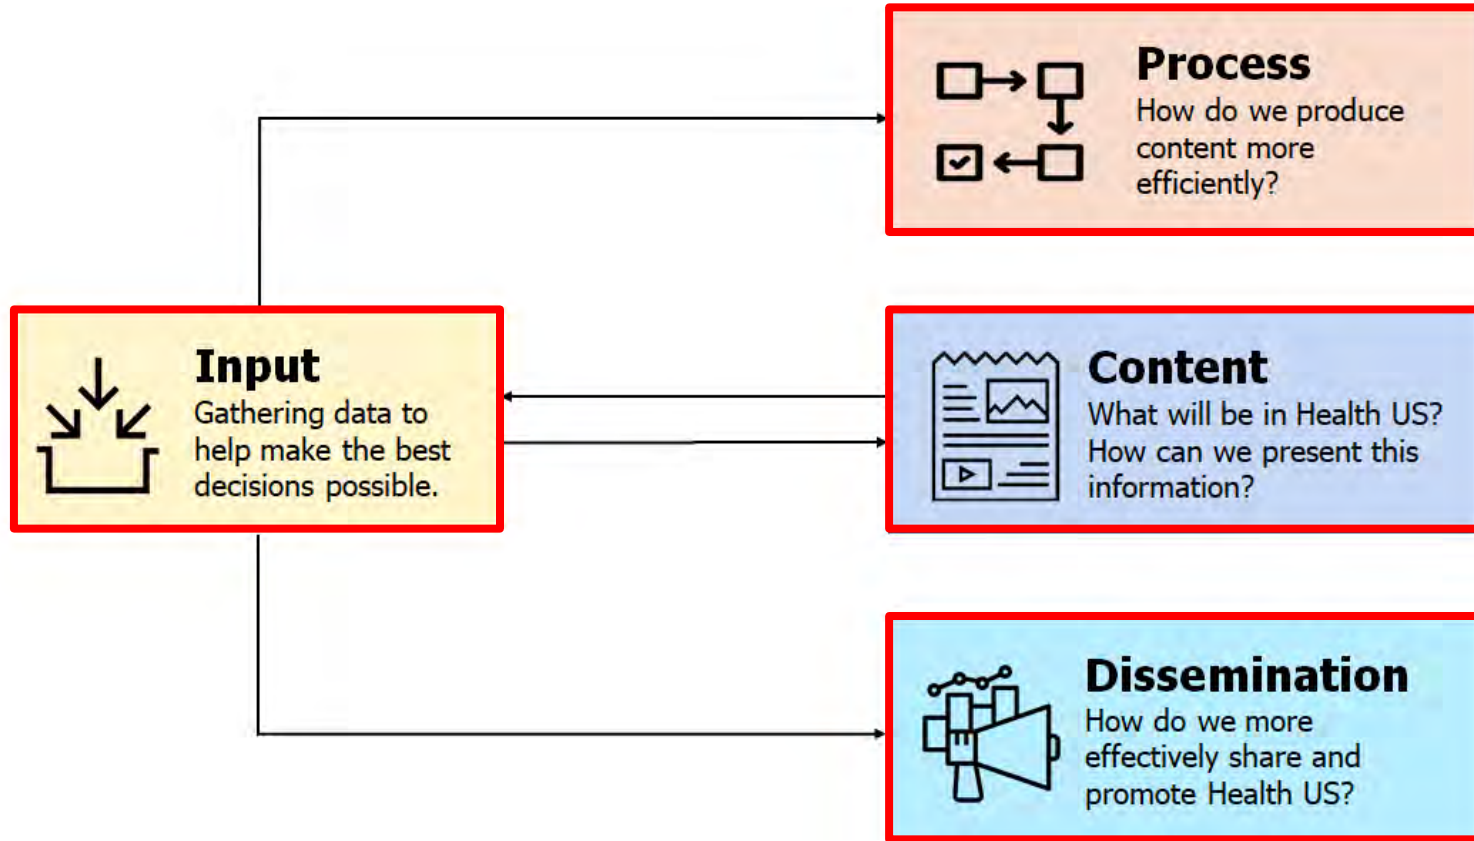 Process
How do we produce
content more
efficiently?
Input
Gathering data to
help make the best
decisions possible.
Content
What will be in Health US?
How can we present this
information?
Dissemination
How do we more
effectively share and
promote Health US?